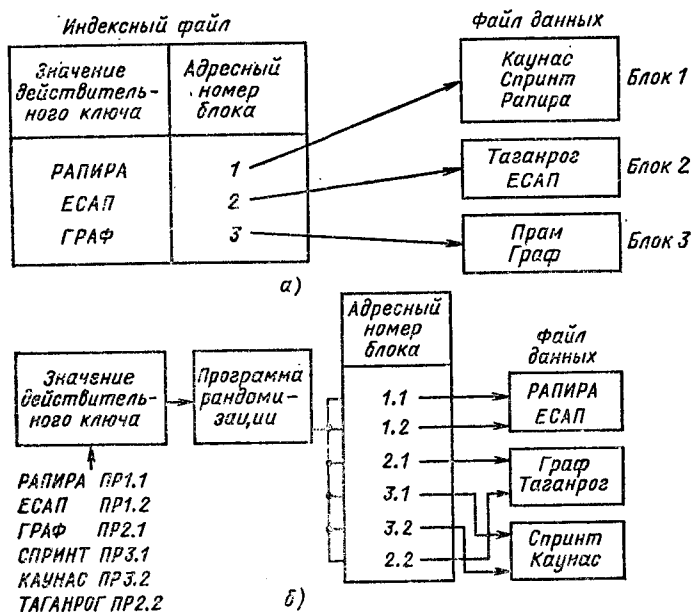 Индексный файл
Файл данных
Значение
действитель-
ного ключа
Адресный
номер
блока
РАПИРА 1
ЕСАП 2
ГРАФ 3
Каунас
Спринт
Рапира
Блок 1
Таганрог
ЕСАП
Блок 2
Прам
Граф
Блок 3
а)
Значение
действитель-
ного ключа
Программа
рандоми-
зации
Адресный
номер
блока
1.1
1.2
2.1
3.1
3.2
2.2
Файл
данных
РАПИРА
ЕСАП
Граф
Таганрог
Спринт
Каунас
РАПИРА ПР1.1
ЕСАП ПР1.2
ГРАФ ПР2.1
СПРИНТ ПР3.1
КАУНАС ПР3.2
ТАГАНРОГ ПР2.2
б)